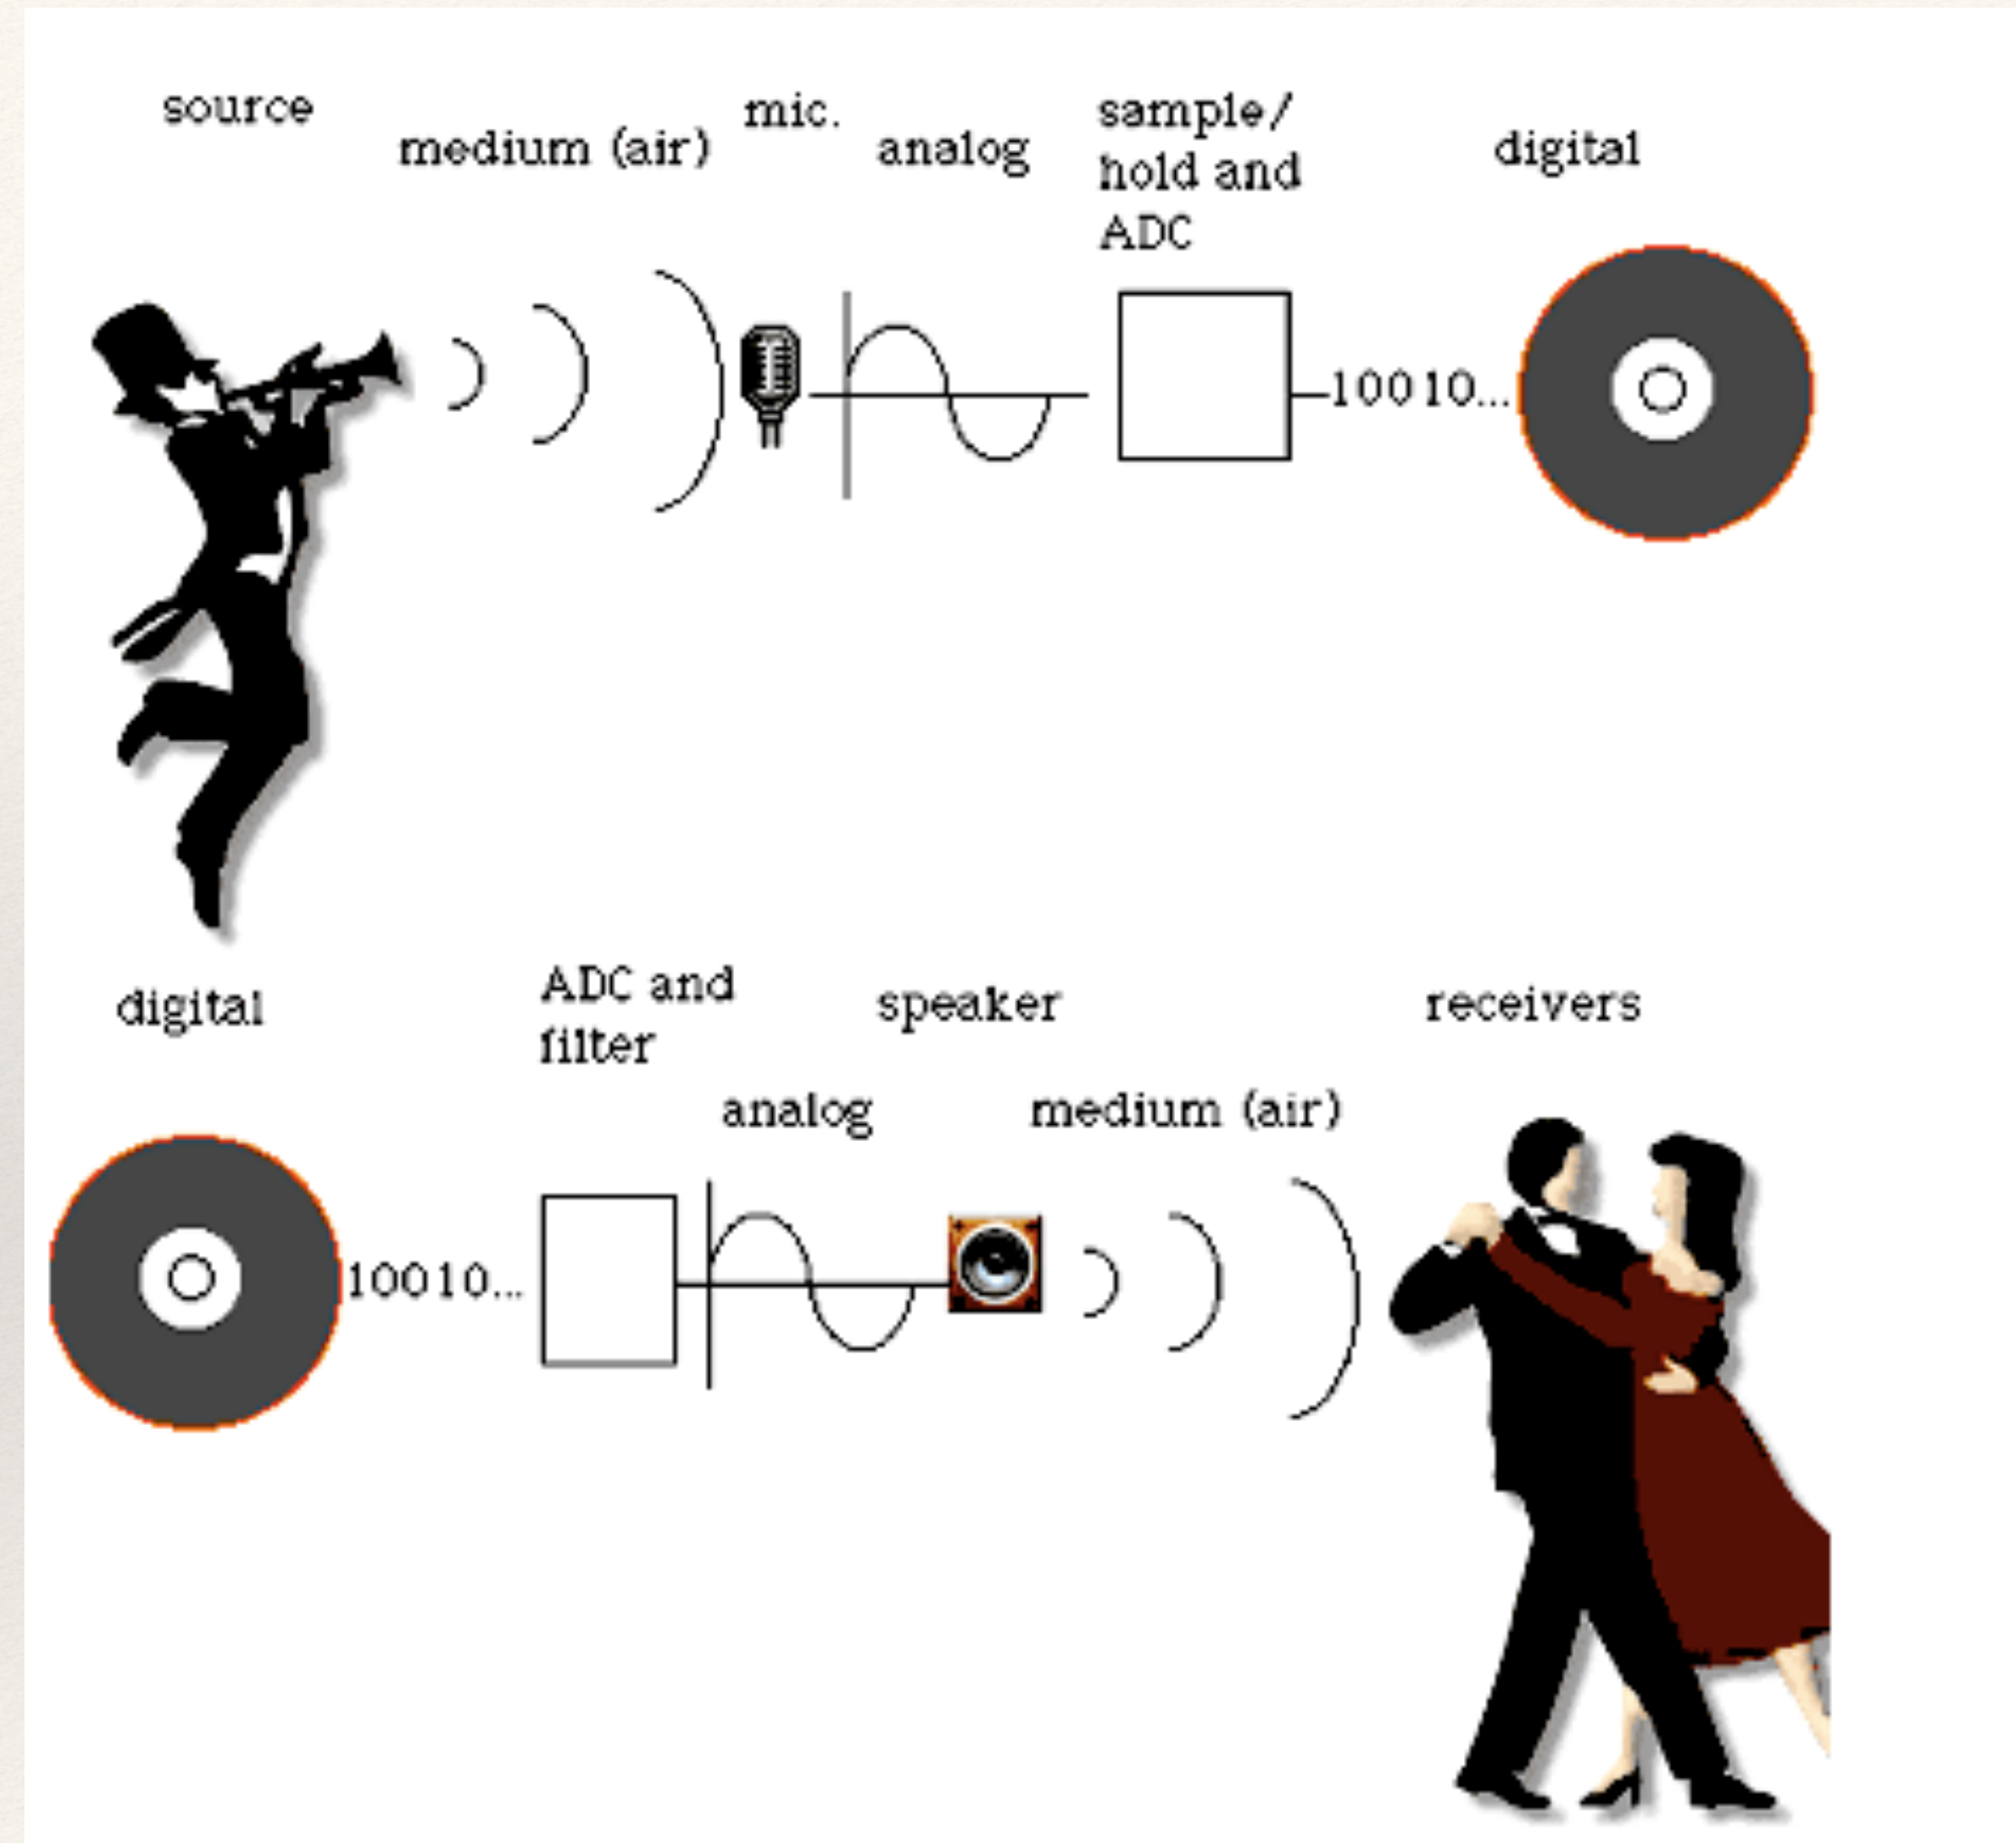 source
medium (air)
mic.
analog
sample/
hold and
ADC
digital
10010...
digital
ADC and
filter
speaker
receivers
analog
medium (air)
10010...